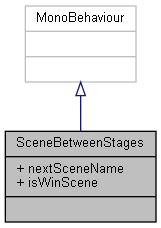 MonoBehaviour
SceneBetweenStages
+ nextSceneName
+ isWinScene